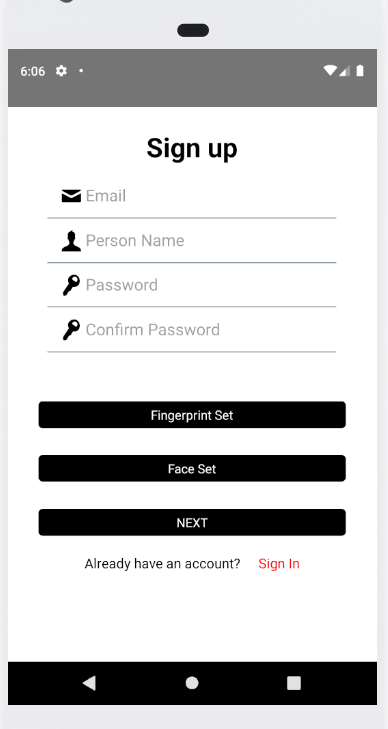 6:06
Sign up
Email
Person Name
Password
Confirm Password
Fingerprint Set
Face Set
NEXT
Already have an account? Sign In